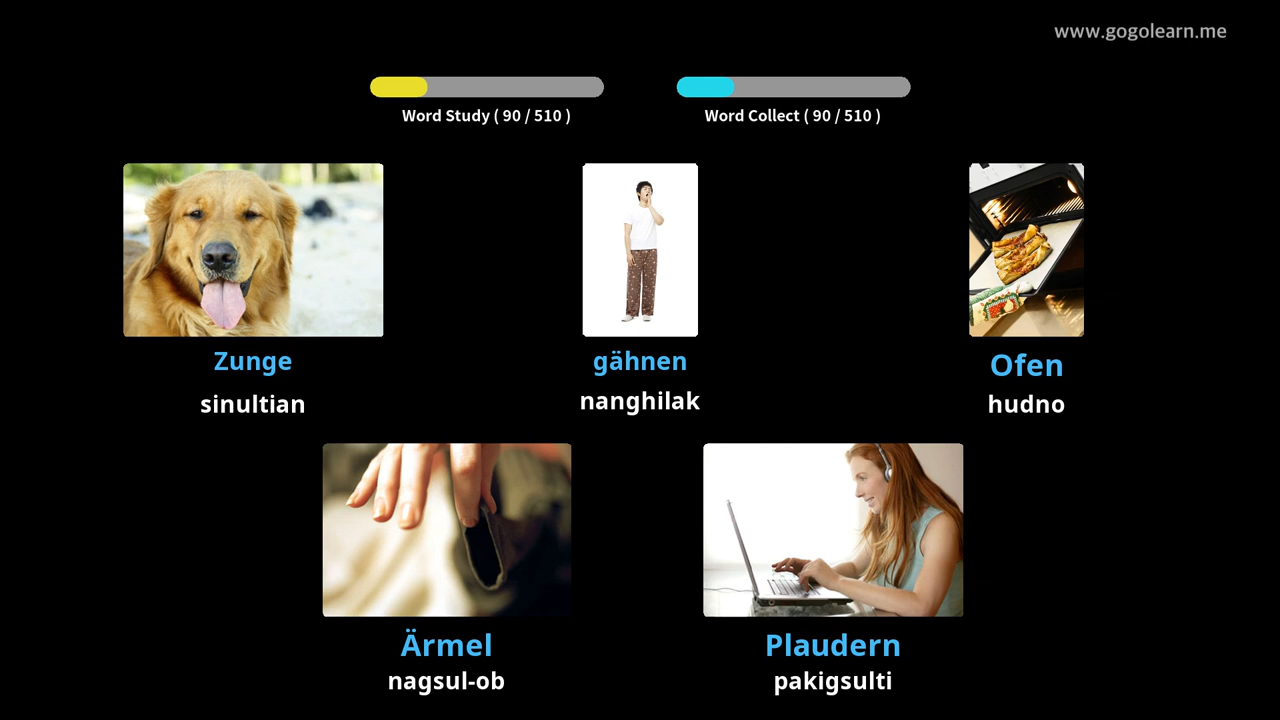 www.gogolearn.me
Word Study ( 90 / 510 )
Word Collect ( 90 / 510 )
Zunge
sinultian
gähnen
nanghilak
Ofen
hudno
Ärmel
nagsul-ob
Plaudern
pakigsulti